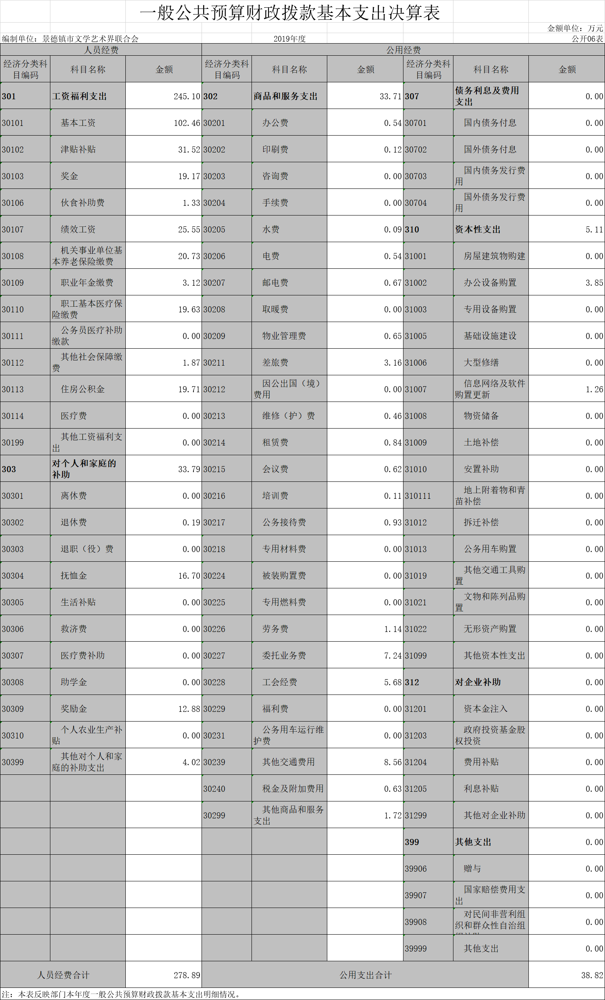 一般公共预算财政拨款基本支出决算表
金额单位：万元
编制单位：景德镇市文学艺术界联合会 2019年度 公开06表
人员经费 公用经费
经济分类科目编码 科目名称 金额 经济分类科目编码 科目名称 金额 经济分类科目编码 科目名称 金额
301 工资福利支出 245.10 302 商品和服务支出 33.71 307 债务利息及费用支出 0.00
30101 基本工资 102.46 30201 办公费 0.54 30701 国内债务付息 0.00
30102 津贴补贴 31.52 30202 印刷费 0.12 30702 国外债务付息 0.00
30103 奖金 19.17 30203 咨询费 0.00 30703 国内债务发行费用 0.00
30106 伙食补助费 1.33 30204 手续费 0.00 30704 国外债务发行费用 0.00
30107 绩效工资 25.55 30205 水费 0.09 310 资本性支出 5.11
30108 机关事业单位基本养老保险缴费 20.73 30206 电费 0.54 31001 房屋建筑物购建 0.00
30109 职业年金缴费 3.12 30207 邮电费 0.67 31002 办公设备购置 3.85
30110 职工基本医疗保险缴费 19.63 30208 取暖费 0.00 31003 专用设备购置 0.00
30111 公务员医疗补助缴款 0.00 30209 物业管理费 0.65 31005 基础设施建设 0.00
30112 其他社会保障缴费 1.87 30211 差旅费 3.16 31006 大型修缮 0.00
30113 住房公积金 19.71 30212 因公出国（境）费用 0.00 31007 信息网络及软件购置更新 1.26
30114 医疗费 0.00 30213 维修（护）费 0.46 31008 物资储备 0.00
30199 其他工资福利支出 0.00 30214 租赁费 0.84 31009 土地补偿 0.00
303 对个人和家庭的补助 33.79 30215 会议费 0.62 31010 安置补助 0.00
30301 离休费 0.00 30216 培训费 0.11 310111 地上附着物和青苗补偿 0.00
30302 退休费 0.19 30217 公务接待费 0.93 31012 拆迁补偿 0.00
30303 退职（役）费 0.00 30218 专用材料费 0.00 31013 公务用车购置 0.00
30304 抚恤金 16.70 30224 被装购置费 0.00 31019 其他交通工具购置 0.00
30305 生活补贴 0.00 30225 专用燃料费 0.00 31021 文物和陈列品购置 0.00
30306 救济费 0.00 30226 劳务费 1.14 31022 无形资产购置 0.00
30307 医疗费补助 0.00 30227 委托业务费 7.24 31099 其他资本性支出 0.00
30308 助学金 0.00 30228 工会经费 5.68 312 对企业补助 0.00
30309 奖励金 12.88 30229 福利费 0.00 31201 资本金注入 0.00
30310 个人农业生产补贴 0.00 30231 公务用车运行维护费 0.00 31203 政府投资基金股权投资 0.00
30399 其他对个人和家庭的补助支出 4.02 30239 其他交通费用 8.56 31204 费用补贴 0.00
30240 税金及附加费用 0.63 31205 利息补贴 0.00
30299 其他商品和服务支出 1.72 31299 其他对企业补助 0.00
399 其他支出 0.00
39906 赠与 0.00
39907 国家赔偿费用支出 0.00
39908 对民间非营利组织和群众性自治组 0.00
39999 其他支出 0.00
人员经费合计 278.89 公用支出合计 38.82
注：本表反映部门本年度一般公共预算财政拨款基本支出明细情况。